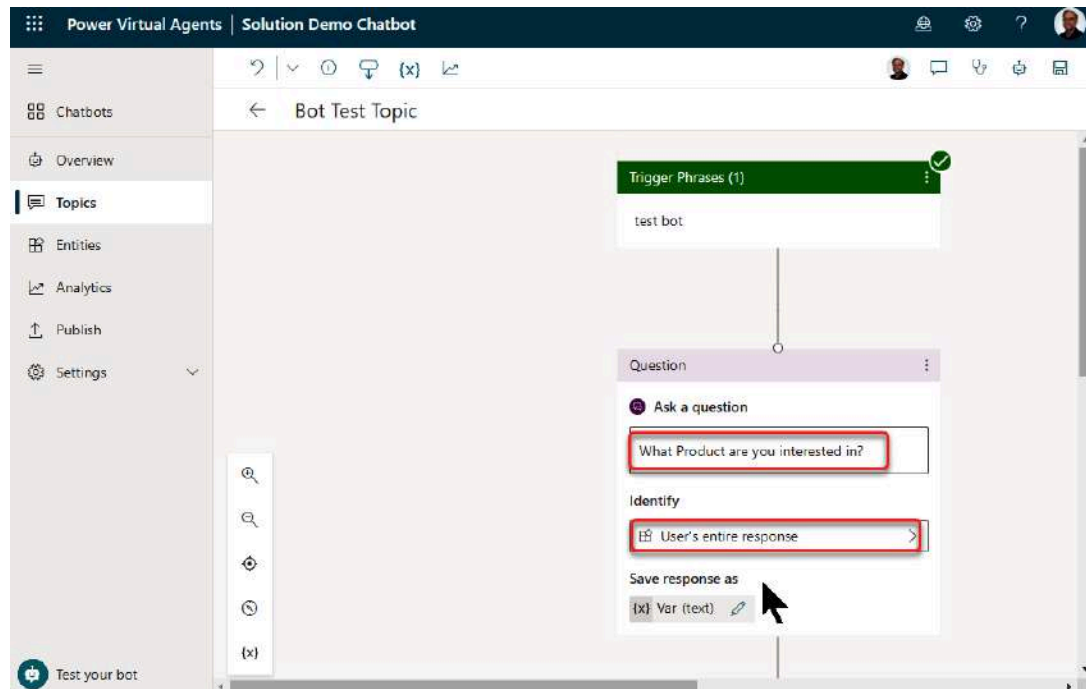 Power Virtual Agents | Solution Demo Chatbot
?
{x}
Chatbots
Bot Test Topic
Overview
Topics
Entities
Analytics
Publish
Settings
Trigger Phrases (1)
test bot
Question
Ask a question
What Product are you interested in?
Identify
User's entire response
Save response as
{x} Var (text)
{x}
Test your bot